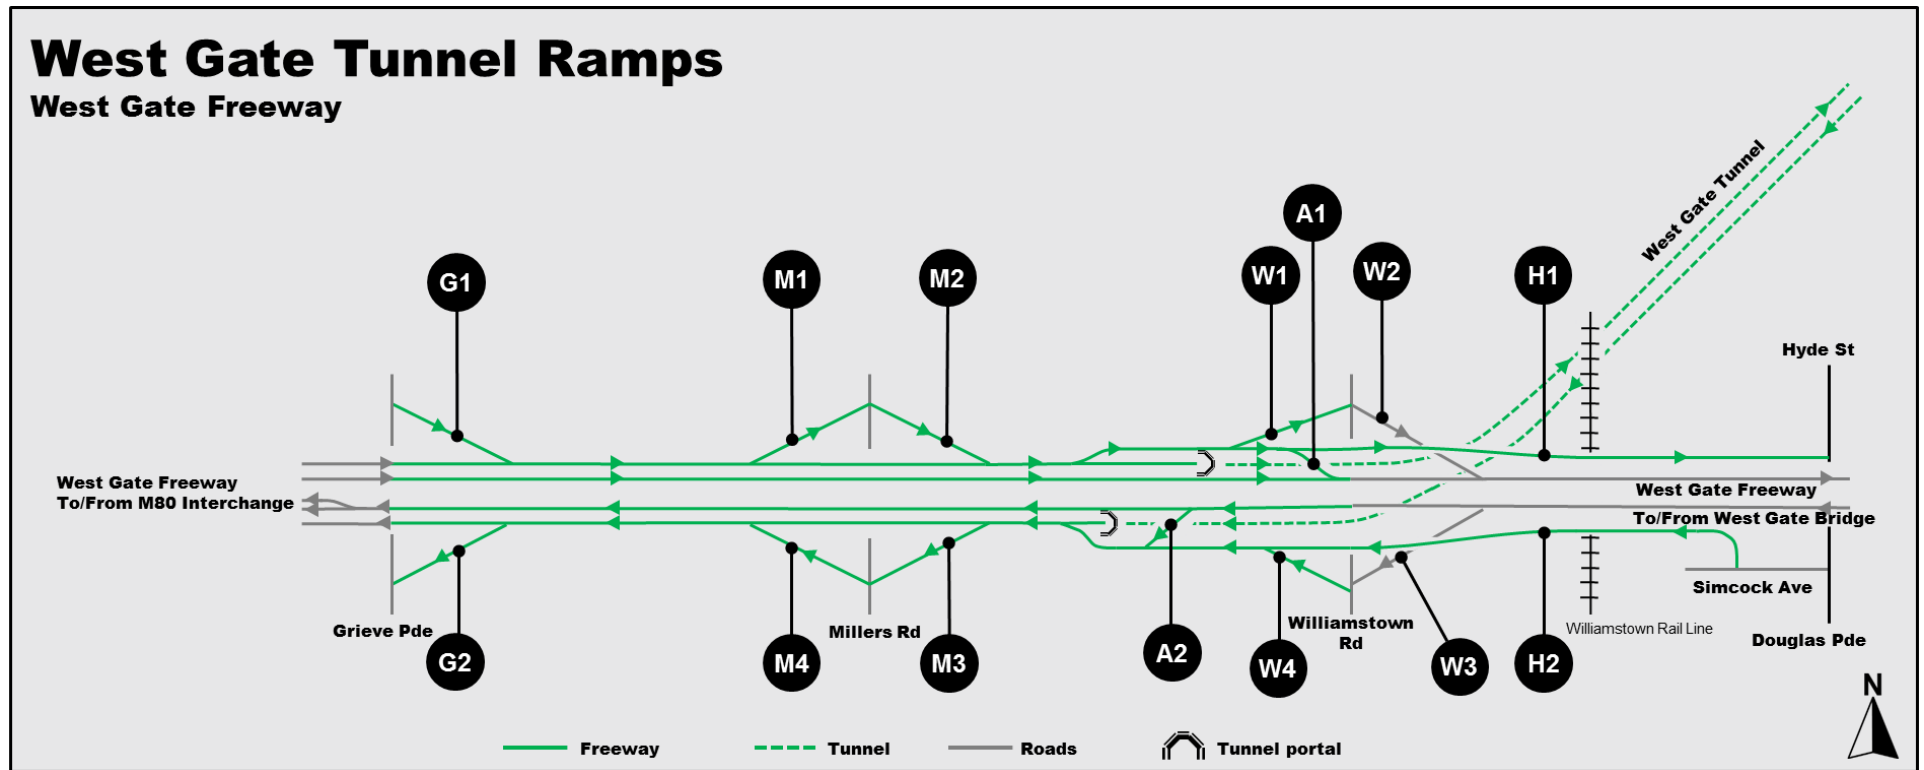 West Gate Tunnel Ramps
West Gate Freeway
A1
G1
M1
M2
W1
W2
H1
West Gate Tunnel
Hyde St
West Gate Freeway
To/From M80 Interchange
West Gate Freeway
To/From West Gate Bridge
Simcock Ave
Grieve Pde
Millers Rd
Williamstown
Rd
Williamstown Rail Line
Douglas Pde
G2
M4
M3
A2
W4
W3
H2
N
Freeway
Tunnel
Roads
Tunnel portal